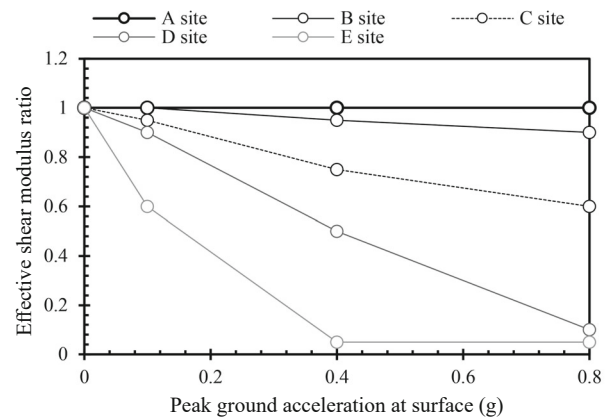 A site B site C site
D site E site
1.2
1
0.8
0.6
0.4
0.2
0
Effective shear modulus ratio
0 0.2 0.4 0.6 0.8
Peak ground acceleration at surface (g)